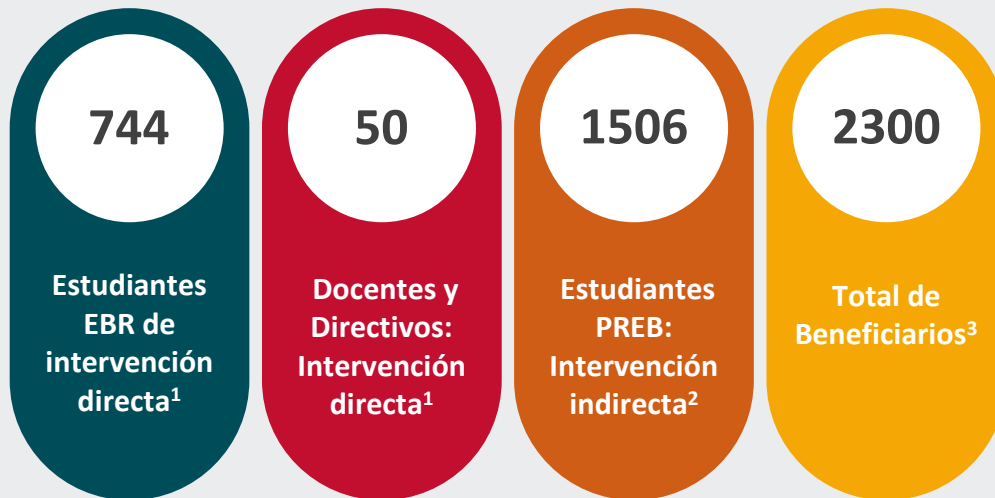 744
Estudiantes
EBR de
intervención
directa¹
50
Docentes y
Directivos:
Intervención
directa¹
1506
Estudiantes
PREB:
Intervención
indirecta²
2300
Total de
Beneficiarios³